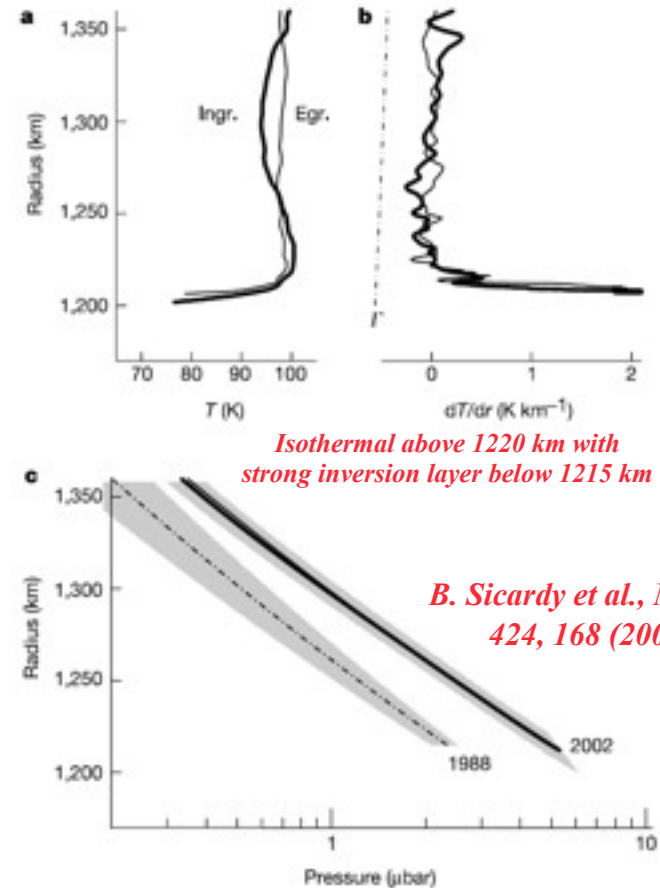 a
b
1,350
1,300
1,250
1,200
Radius (km)
Ingr.
Egr.
Γ
70 80 90 100
0 1 2
T (K)
dT/dr (K km⁻¹)
Isothermal above 1220 km with
strong inversion layer below 1215 km
c
1,350
1,300
1,250
1,200
Radius (km)
B. Sicardy et al., N
424, 168 (200
2002
1988
1 10
Pressure (μbar)